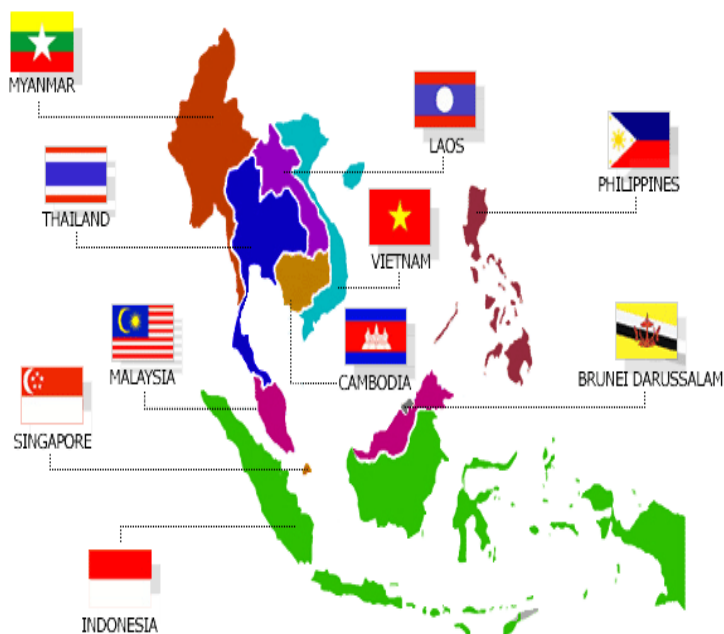 MYANMAR
LAOS
PHILIPPINES
THAILAND
VIETNAM
MALAYSIA
CAMBODIA
BRUNEI DARUSSALAM
SINGAPORE
INDONESIA